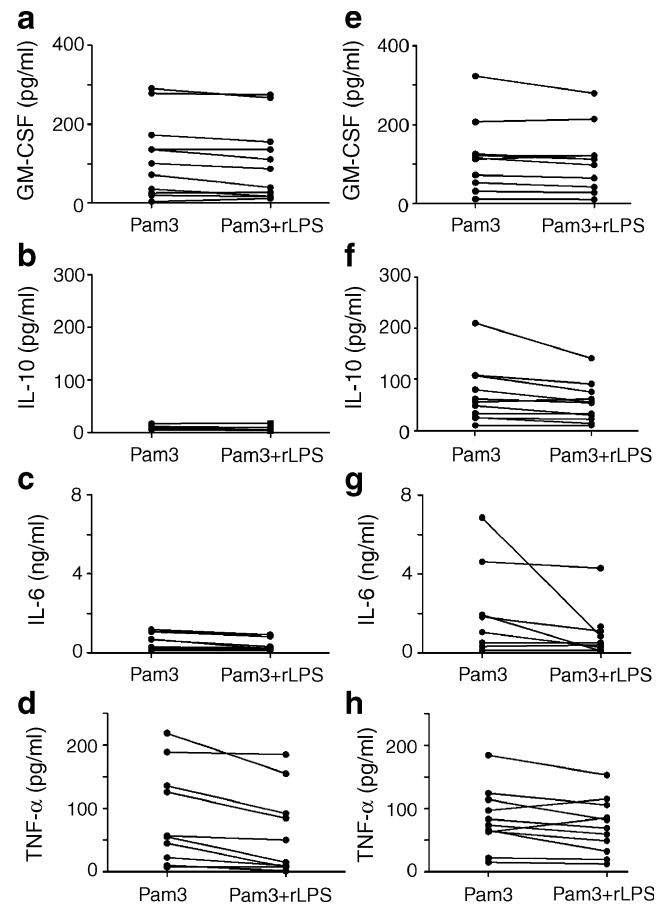 a
GM-CSF (pg/ml)
400
200
0
Pam3
Pam3+rLPS
e
GM-CSF (pg/ml)
400
200
0
Pam3
Pam3+rLPS
b
IL-10 (pg/ml)
300
200
100
0
Pam3
Pam3+rLPS
f
IL-10 (pg/ml)
300
200
100
0
Pam3
Pam3+rLPS
c
IL-6 (ng/ml)
8
4
0
Pam3
Pam3+rLPS
g
IL-6 (ng/ml)
8
4
0
Pam3
Pam3+rLPS
d
TNF-α (pg/ml)
200
100
0
Pam3
Pam3+rLPS
h
TNF-α (pg/ml)
200
100
0
Pam3
Pam3+rLPS